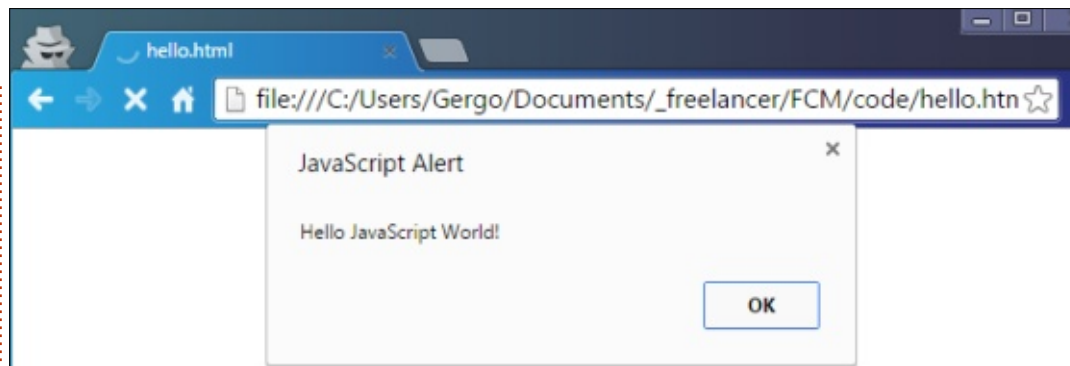 hello.html
file:///C:/Users/Gergo/Documents/_freelancer/FCM/code/hello.htn
JavaScript Alert
Hello JavaScript World!
OK